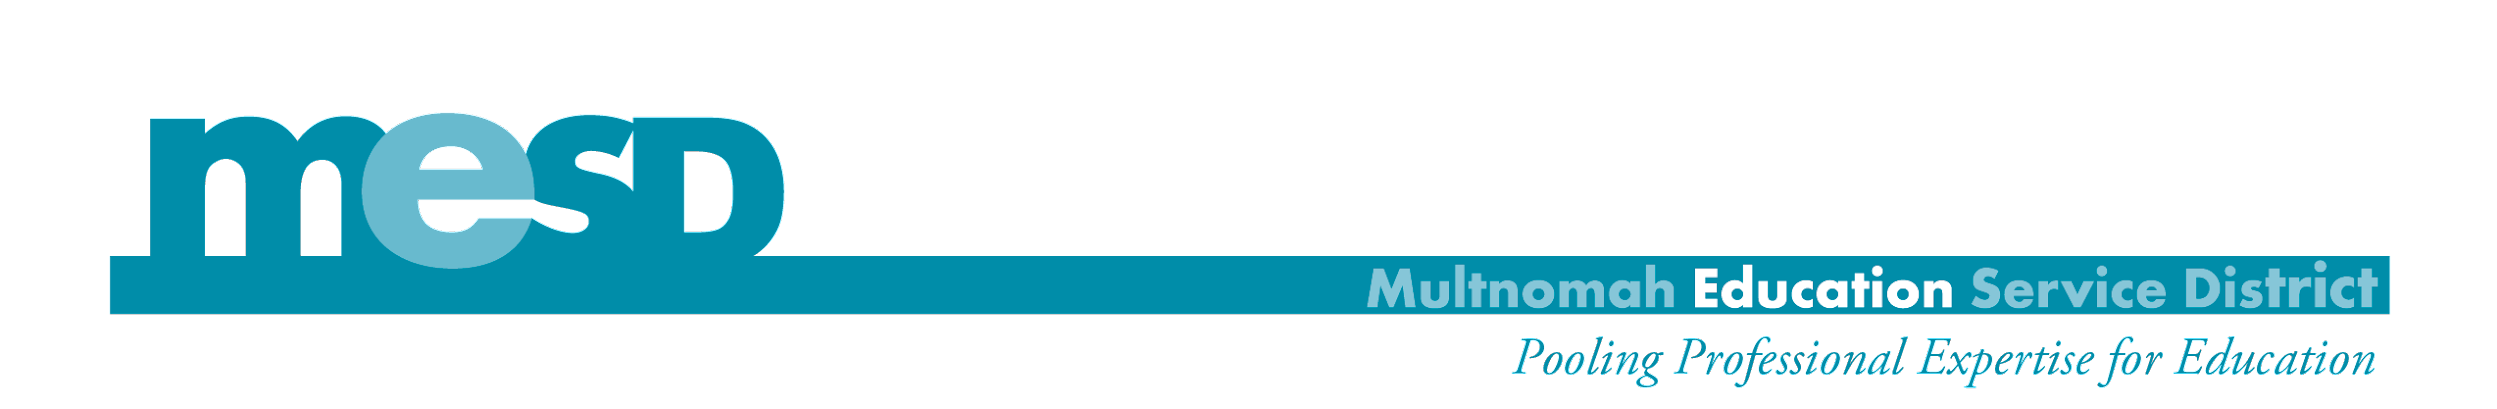 mesD
Multnomah Education Service District
Pooling Professional Expertise for Education